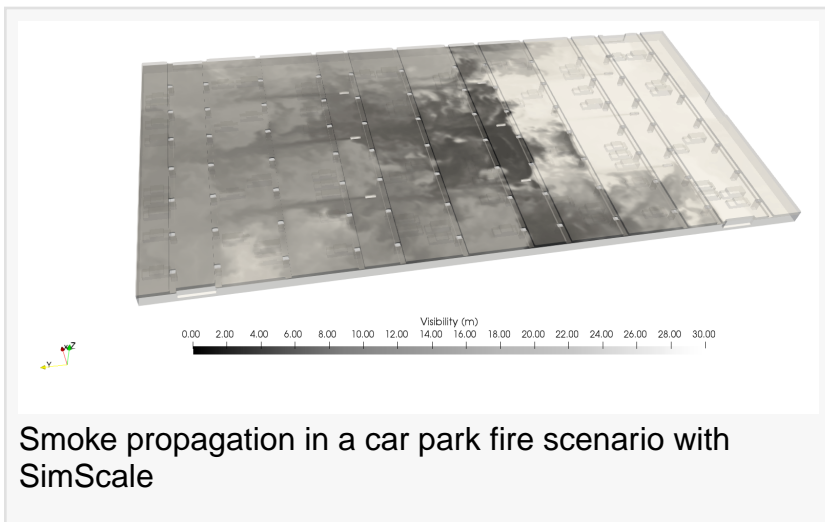 Visibility (m)
0.00 2.00 4.00 6.00 8.00 10.00 12.00 14.00 16.00 18.00 20.00 22.00 24.00 26.00 28.00 30.00
Y X Z
Smoke propagation in a car park fire scenario with
SimScale